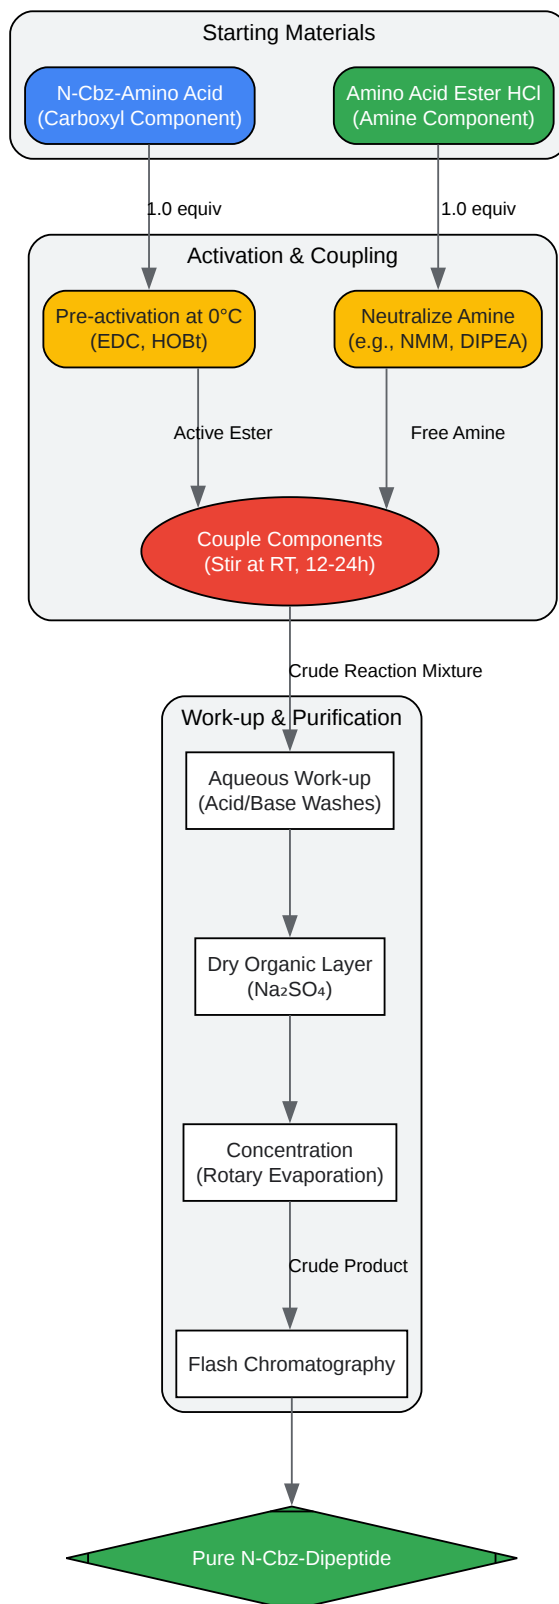 Starting Materials
N-Cbz-Amino Acid
(Carboxyl Component)
Amino Acid Ester HCl
(Amine Component)
1.0 equiv
1.0 equiv
Activation & Coupling
Pre-activation at 0°C
(EDC, HOBt)
Neutralize Amine
(e.g., NMM, DIPEA)
Active Ester
Free Amine
Couple Components
(Stir at RT, 12-24h)
Crude Reaction Mixture
Work-up & Purification
Aqueous Work-up
(Acid/Base Washes)
Dry Organic Layer
(Na₂SO₄)
Concentration
(Rotary Evaporation)
Crude Product
Flash Chromatography
Pure N-Cbz-Dipeptide